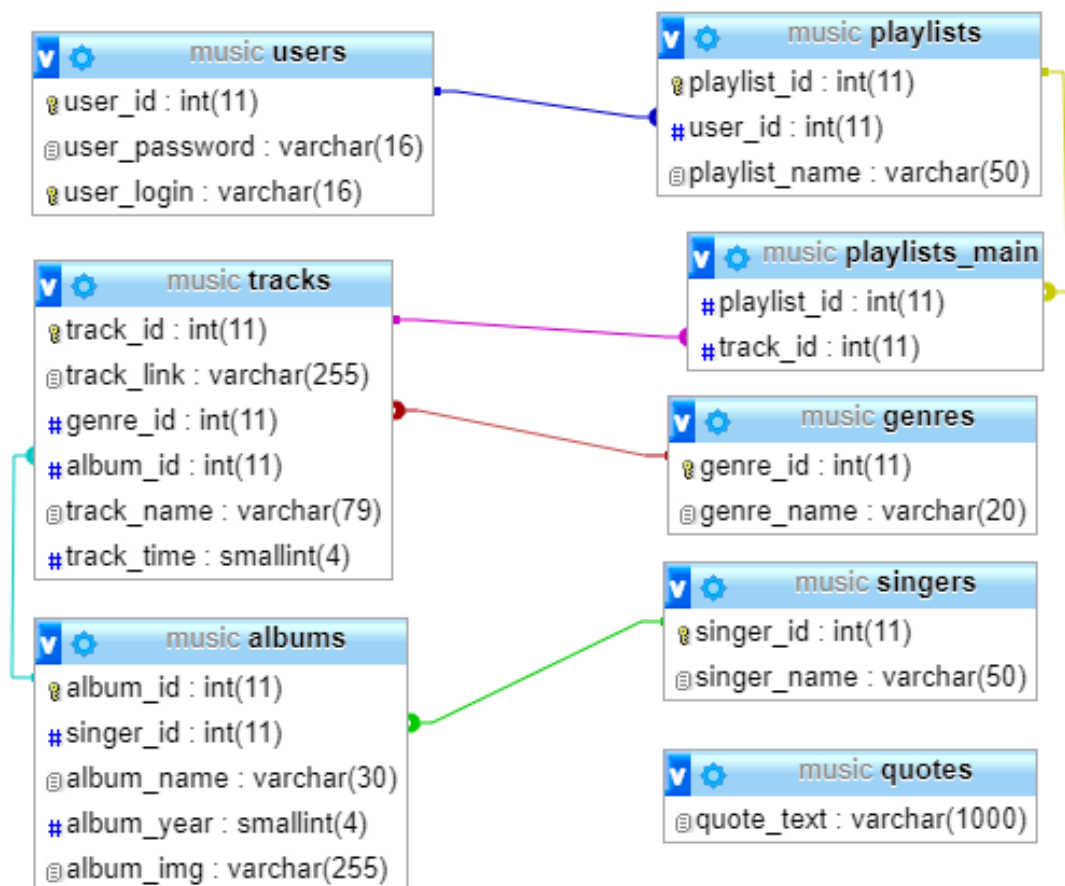 music users
user_id : int(11)
user_password : varchar(16)
user_login : varchar(16)
music playlists
playlist_id : int(11)
user_id : int(11)
playlist_name : varchar(50)
music tracks
track_id : int(11)
track_link : varchar(255)
genre_id : int(11)
album_id : int(11)
track_name : varchar(79)
track_time : smallint(4)
music playlists_main
playlist_id : int(11)
track_id : int(11)
music genres
genre_id : int(11)
genre_name : varchar(20)
music albums
album_id : int(11)
singer_id : int(11)
album_name : varchar(30)
album_year : smallint(4)
album_img : varchar(255)
music singers
singer_id : int(11)
singer_name : varchar(50)
music quotes
quote_text : varchar(1000)